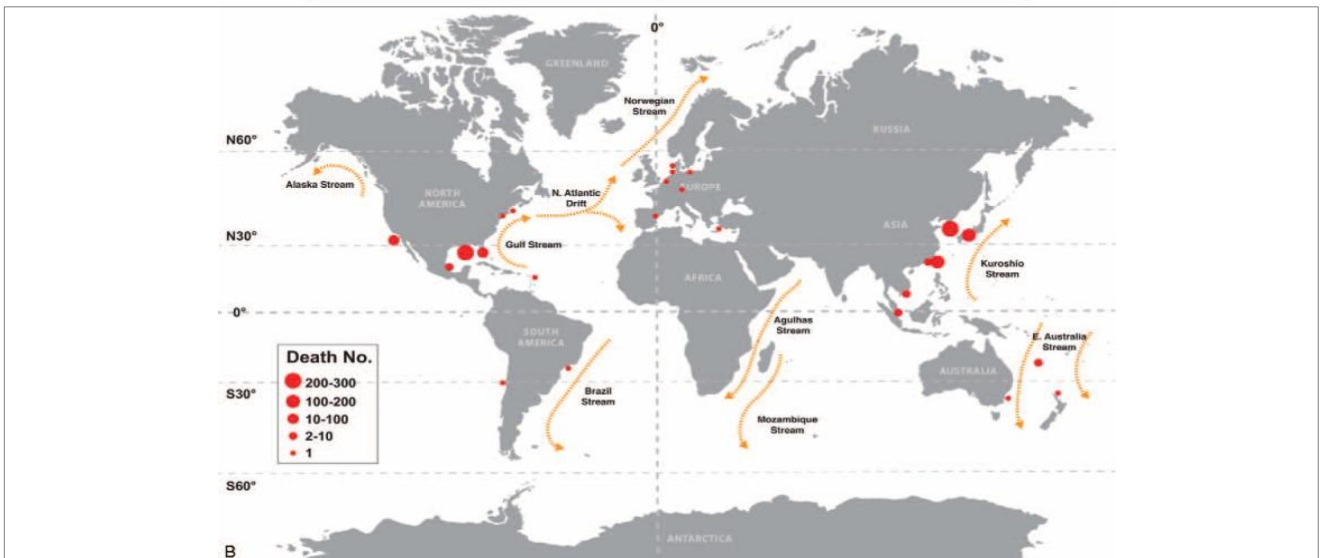 0°
GREENLAND
Norwegian
Stream
RUSSIA
N60°
Alaska Stream
NORTH
AMERICA
N. Atlantic
Drift
EUROPE
ASIA
N30°
Gulf Stream
Kuroshio
Stream
AFRICA
0°
Agulhas
Stream
SOUTH
AMERICA
E. Australia
Stream
Death No.
200-300
100-200
10-100
2-10
1
AUSTRALIA
S30°
Brazil
Stream
Mozambique
Stream
S60°
ANTARCTICA
B